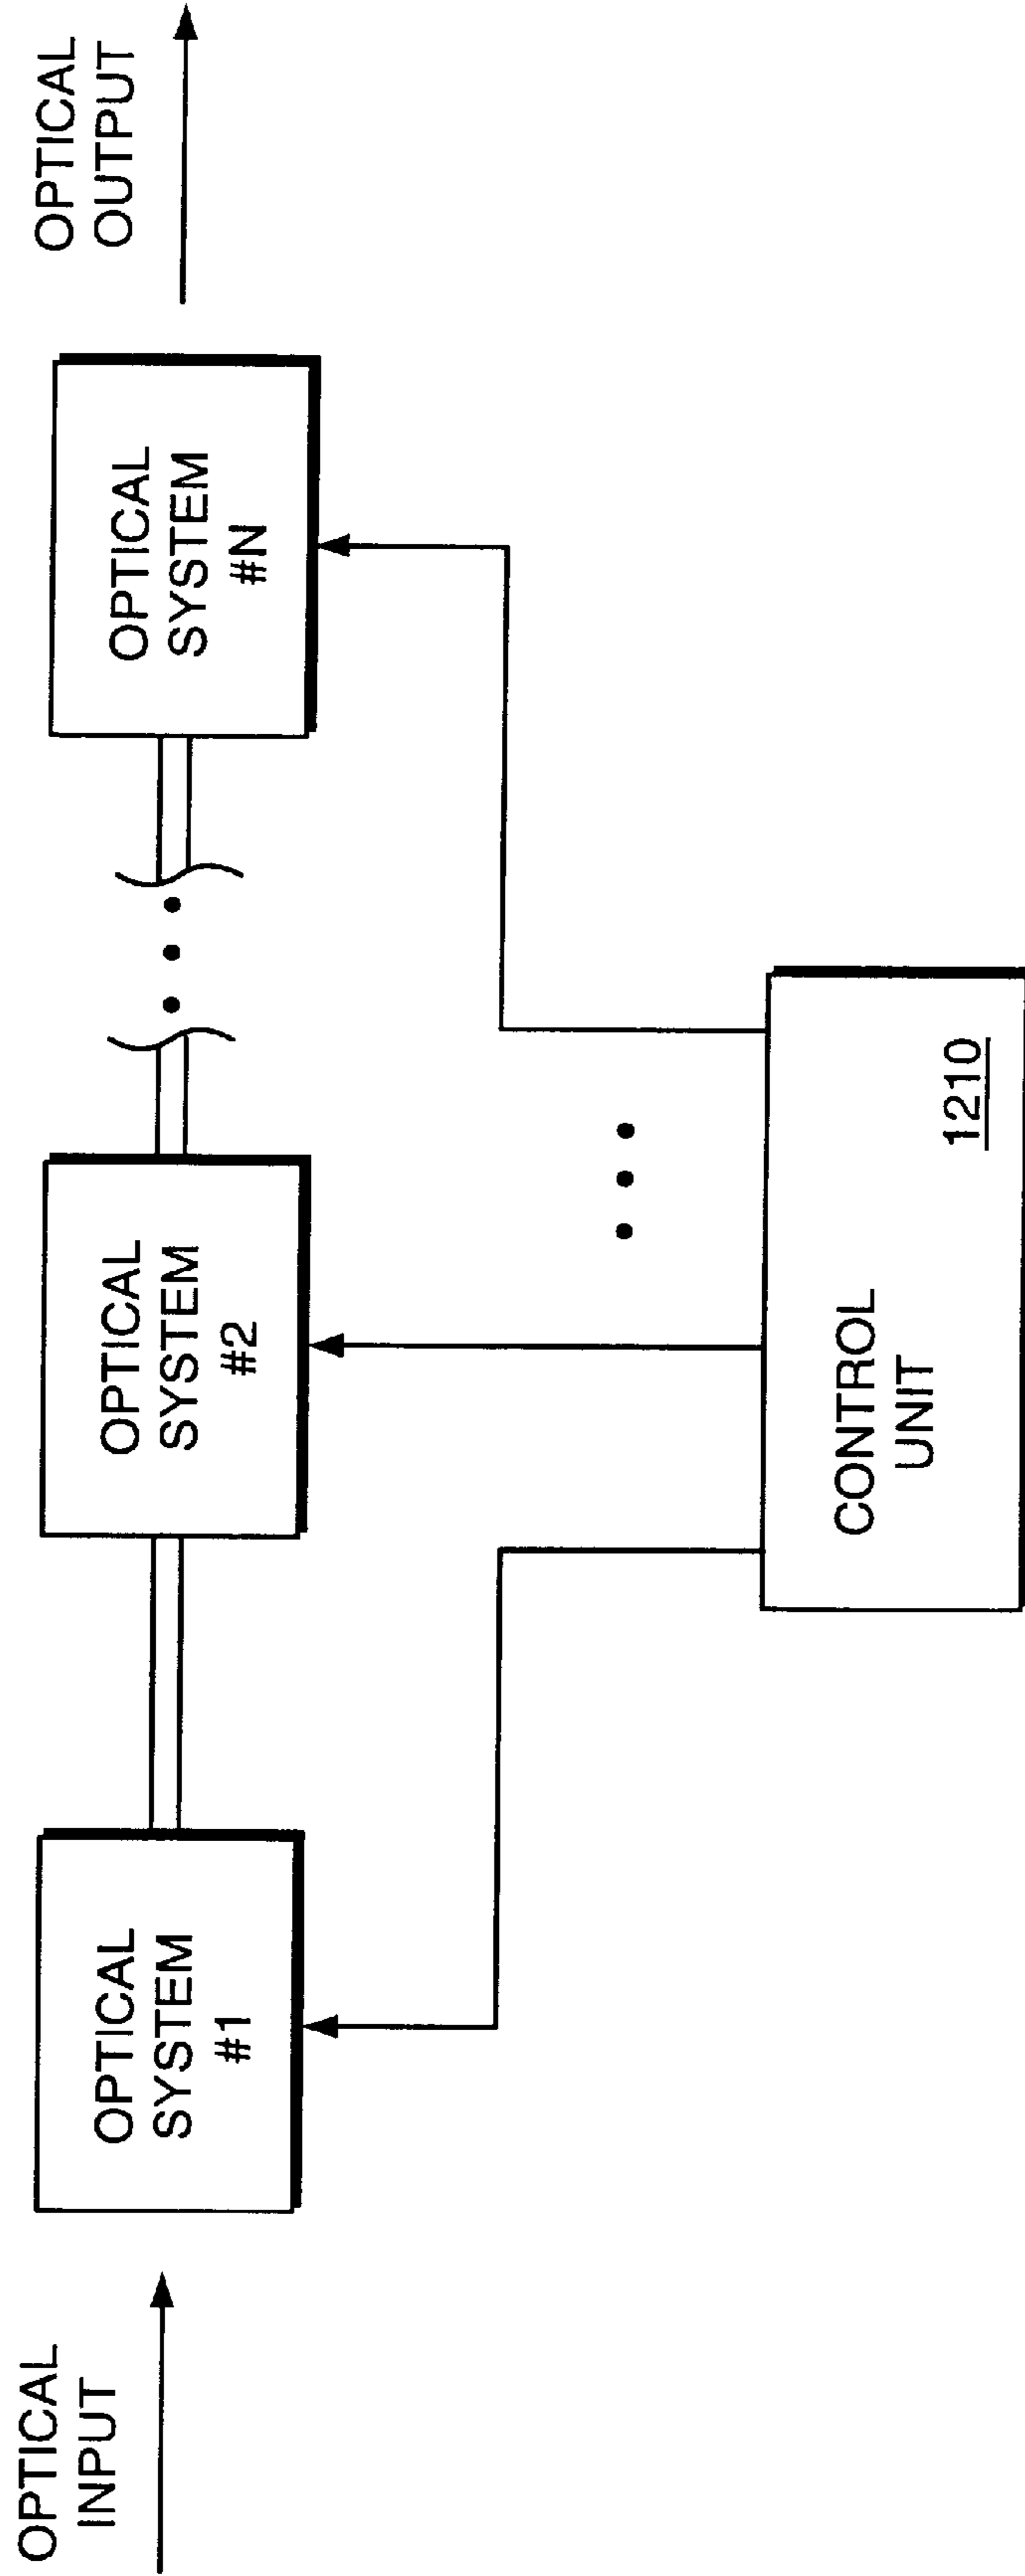 OPTICAL
INPUT
OPTICAL
SYSTEM
#1
OPTICAL
SYSTEM
#2
OPTICAL
SYSTEM
#N
OPTICAL
OUTPUT
CONTROL
UNIT
1210